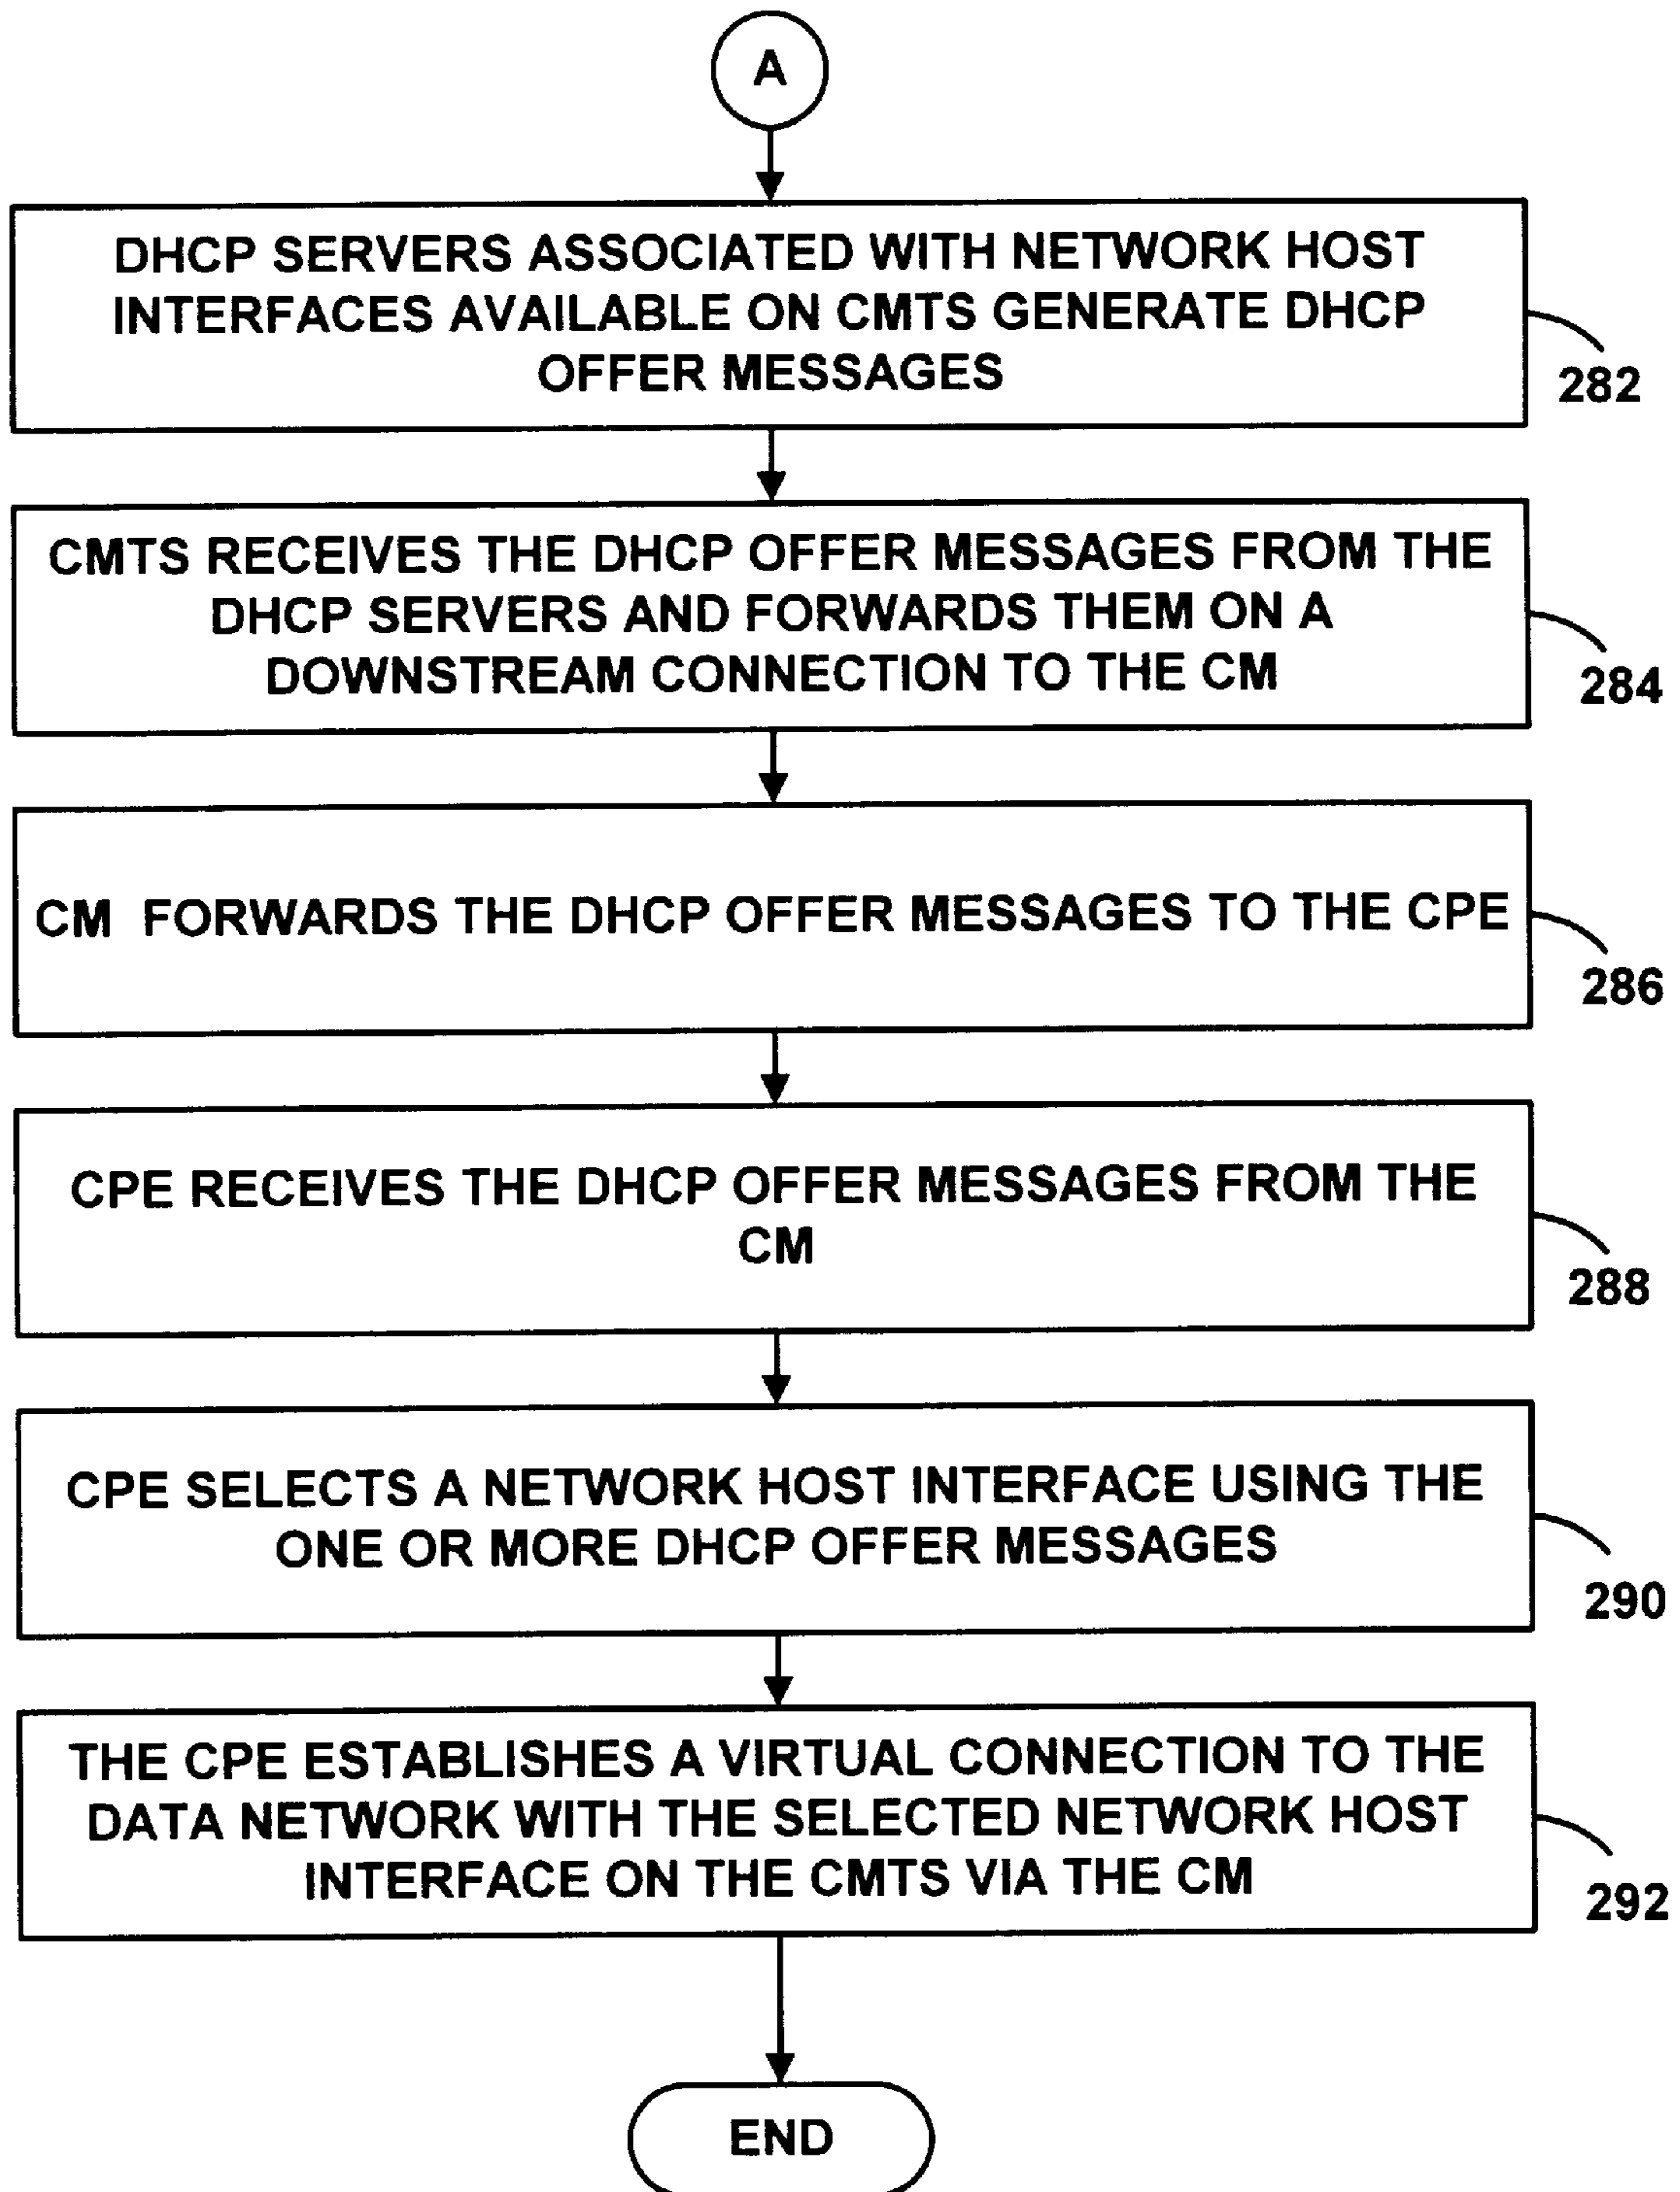 A
DHCP SERVERS ASSOCIATED WITH NETWORK HOST
INTERFACES AVAILABLE ON CMTS GENERATE DHCP
OFFER MESSAGES
282
CMTS RECEIVES THE DHCP OFFER MESSAGES FROM THE
DHCP SERVERS AND FORWARDS THEM ON A
DOWNSTREAM CONNECTION TO THE CM
284
CM FORWARDS THE DHCP OFFER MESSAGES TO THE CPE
286
CPE RECEIVES THE DHCP OFFER MESSAGES FROM THE
CM
288
CPE SELECTS A NETWORK HOST INTERFACE USING THE
ONE OR MORE DHCP OFFER MESSAGES
290
THE CPE ESTABLISHES A VIRTUAL CONNECTION TO THE
DATA NETWORK WITH THE SELECTED NETWORK HOST
INTERFACE ON THE CMTS VIA THE CM
292
END